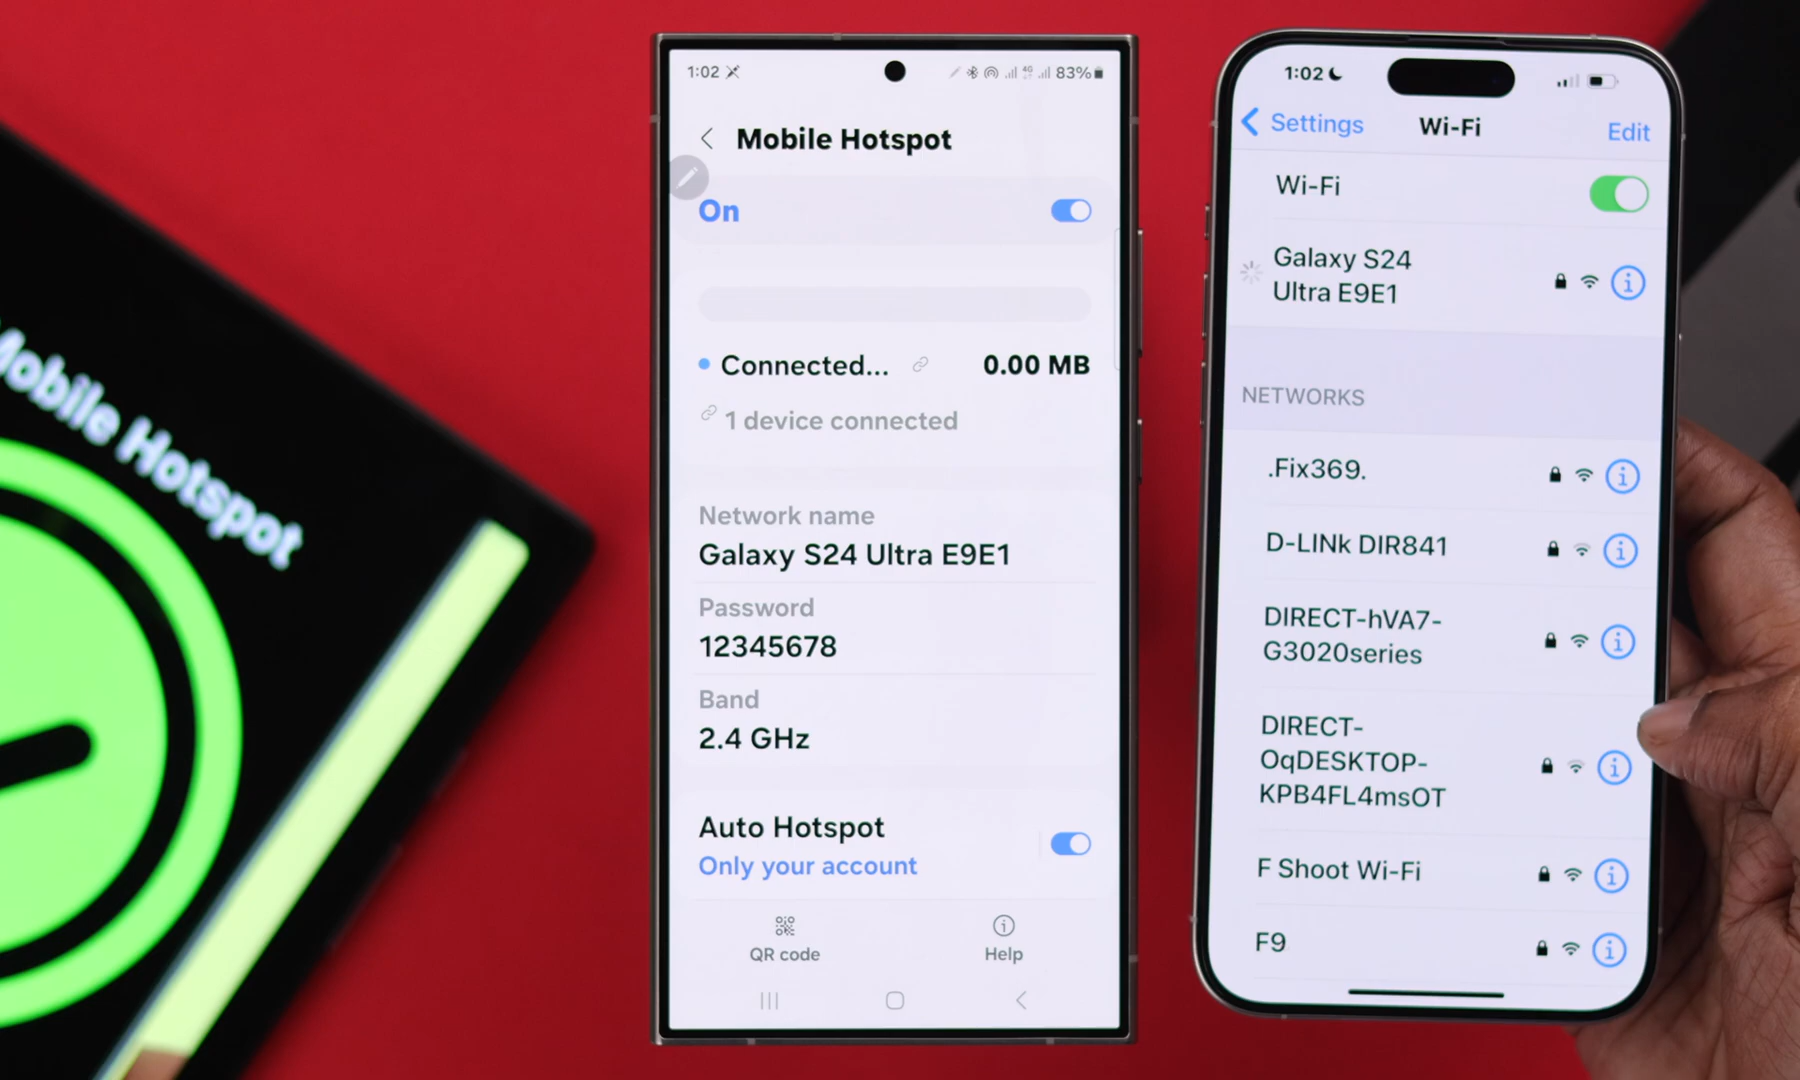 Mobile Hotspot
1:02
83%
Mobile Hotspot
On
Connected...
0.00 MB
1 device connected
Network name
Galaxy S24 Ultra E9E1
Password
12345678
Band
2.4 GHz
Auto Hotspot
Only your account
QR code
Help
1:02
Settings
Wi-Fi
Edit
Wi-Fi
Galaxy S24
Ultra E9E1
NETWORKS
.Fix369.
D-LINk DIR841
DIRECT-hVA7-
G3020series
DIRECT-
OqDESKTOP-
KPB4FL4msOT
F Shoot Wi-Fi
F9